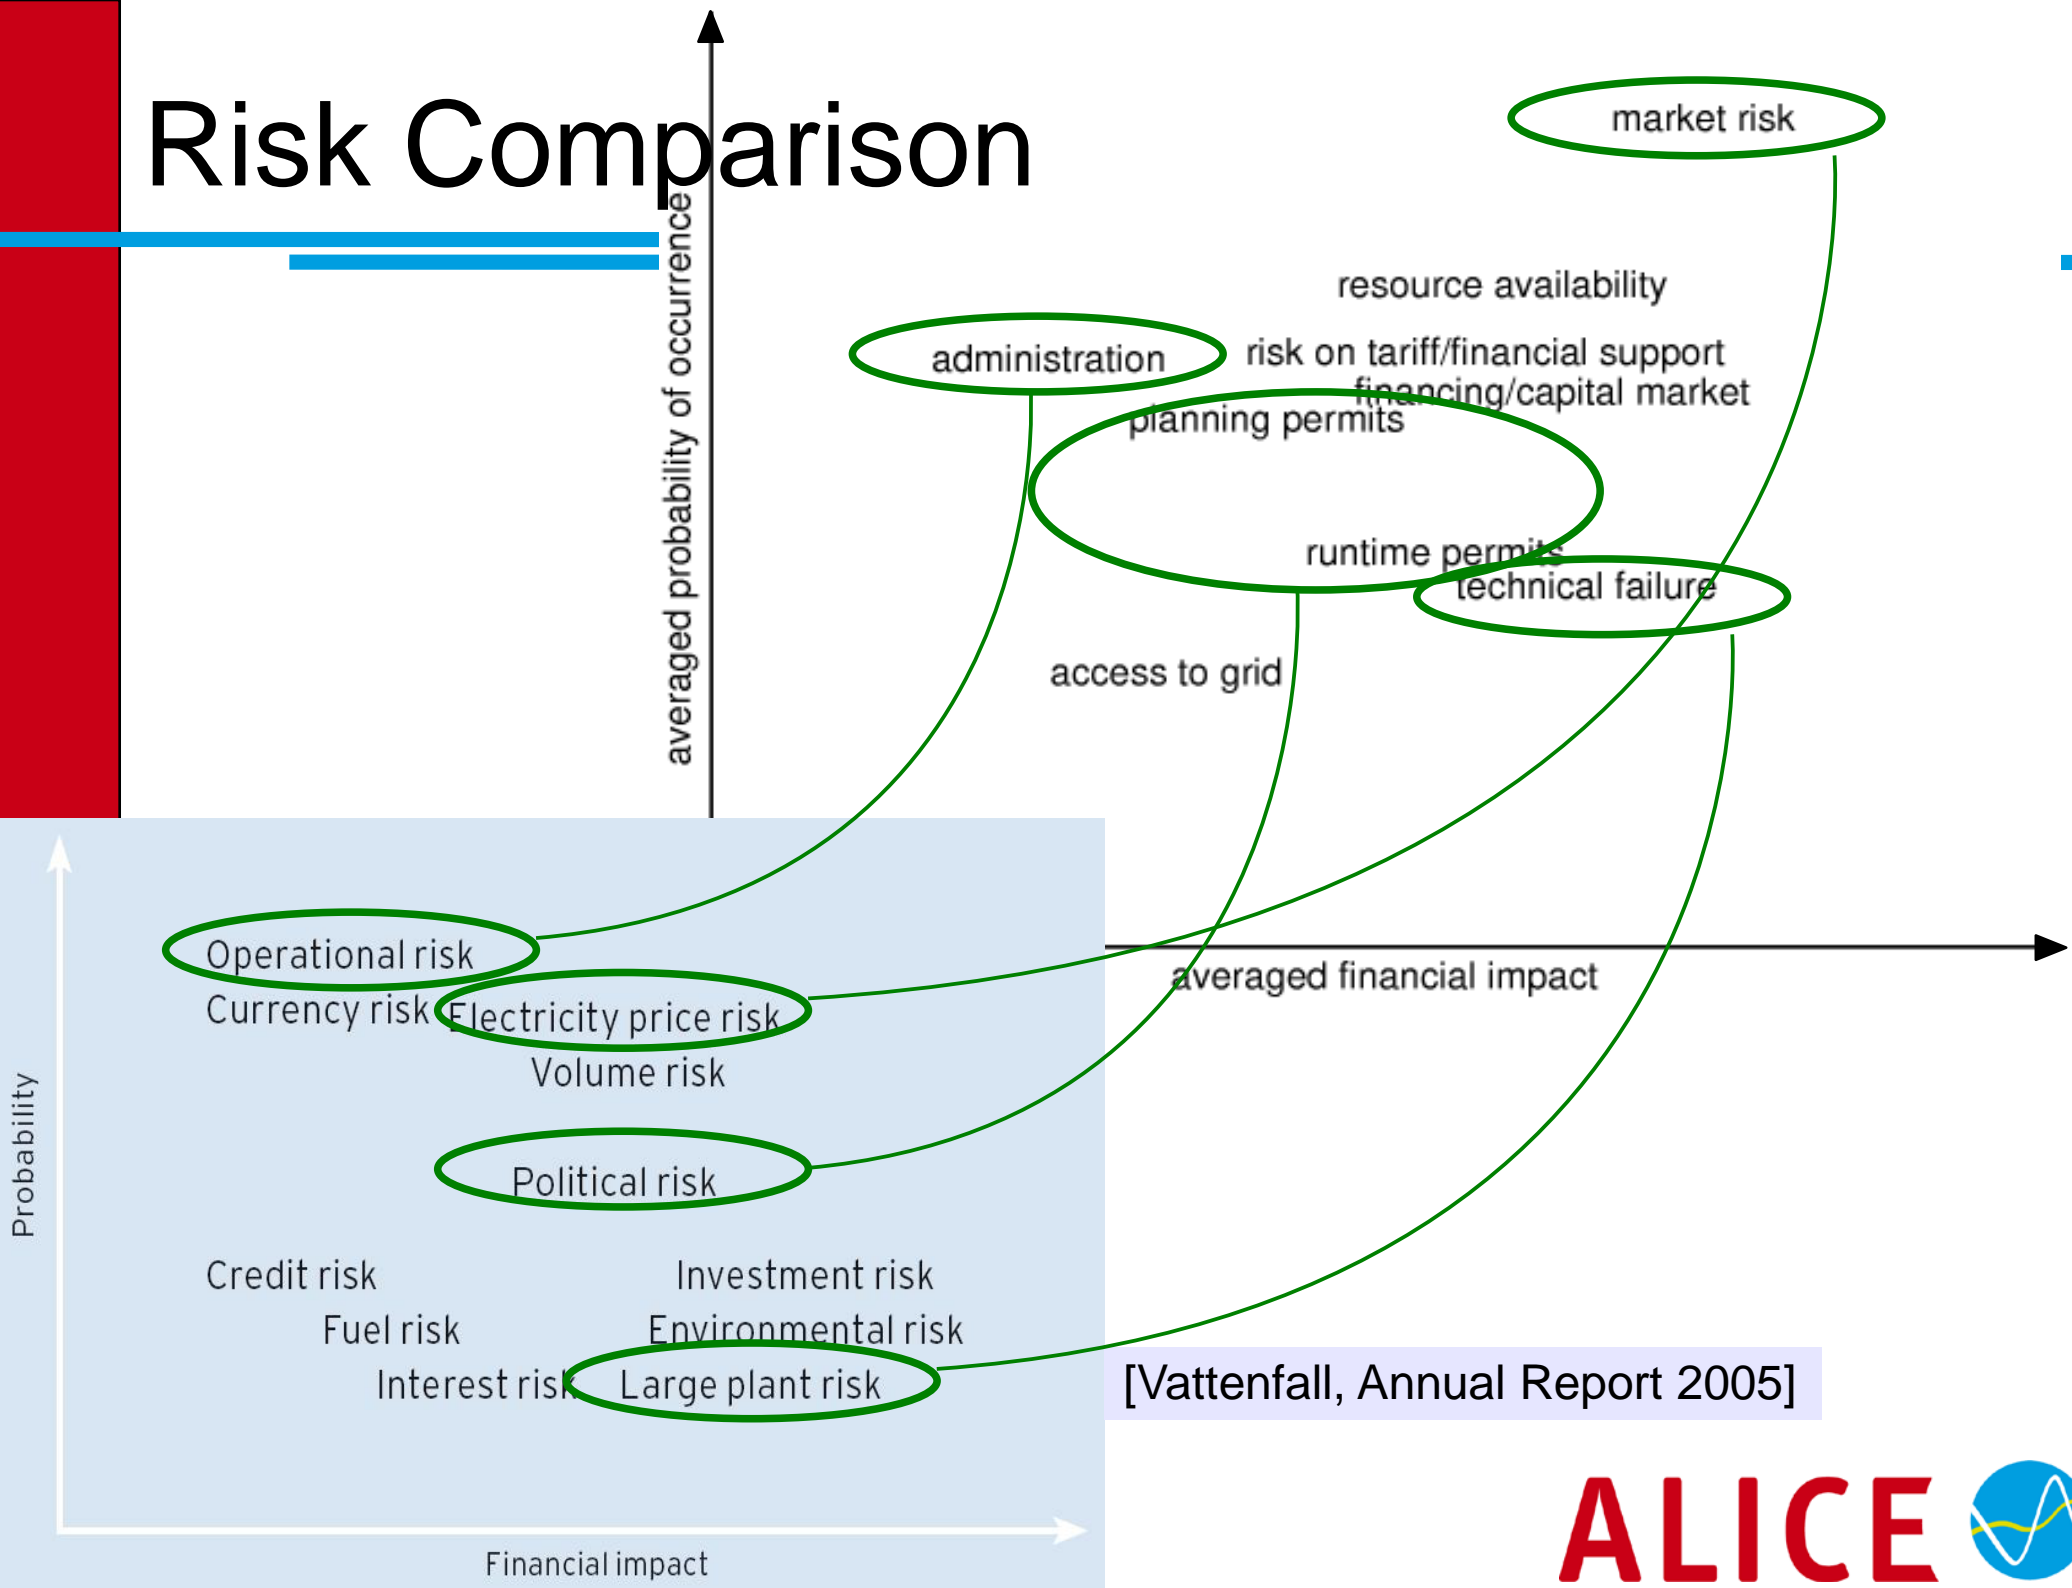 Risk Comparison
market risk
averaged probability of occurrence
resource availability
administration
risk on tariff/financial support
financing/capital market
planning permits
runtime permits
technical failure
access to grid
averaged financial impact
Operational risk
Currency risk
Electricity price risk
Volume risk
Probability
Political risk
Credit risk
Investment risk
Fuel risk
Environmental risk
Interest risk
Large plant risk
[Vattenfall, Annual Report 2005]
Financial impact
ALICE